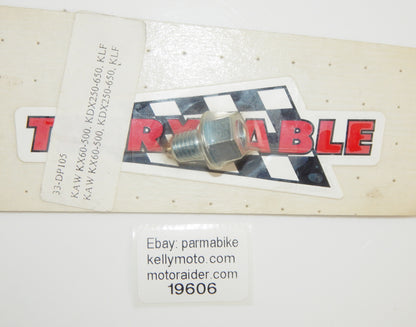 33-DP105
KAW KX60-500, KDX250-650, KLF
KAW KX60-500, KDX250-650, KLF
Ebay: parmabike
kellymoto.com
motoraider.com
19606